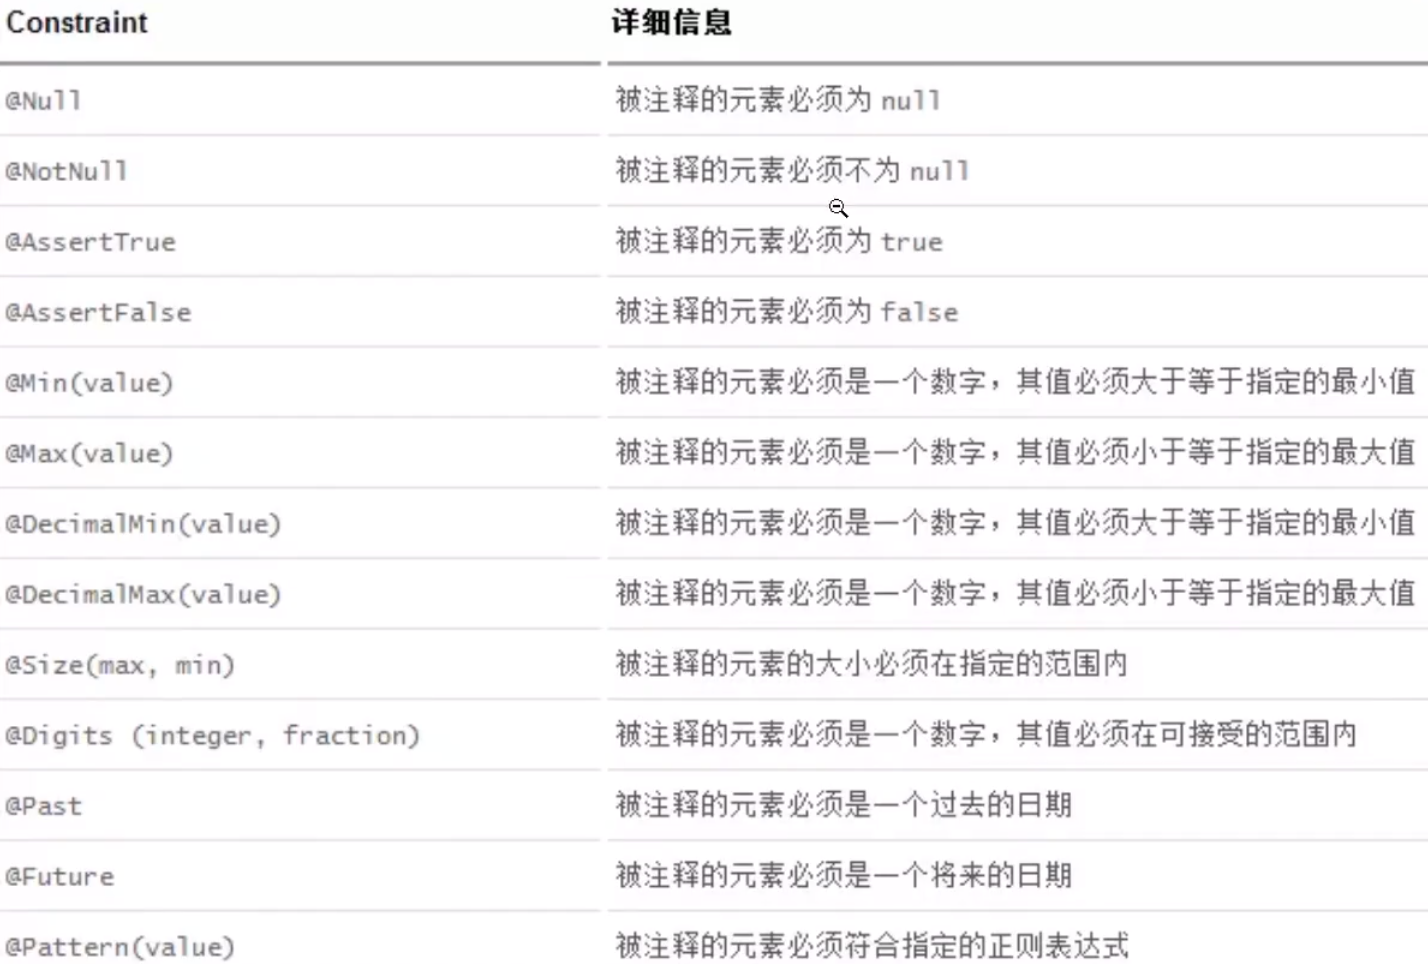 Constraint 详细信息
@Null 被注释的元素必须为 null
@NotNull 被注释的元素必须不为 null
@AssertTrue 被注释的元素必须为 true
@AssertFalse 被注释的元素必须为 false
@Min(value) 被注释的元素必须是一个数字，其值必须大于等于指定的最小值
@Max(value) 被注释的元素必须是一个数字，其值必须小于等于指定的最大值
@DecimalMin(value) 被注释的元素必须是一个数字，其值必须大于等于指定的最小值
@DecimalMax(value) 被注释的元素必须是一个数字，其值必须小于等于指定的最大值
@Size(max, min) 被注释的元素的大小必须在指定的范围内
@Digits (integer, fraction) 被注释的元素必须是一个数字，其值必须在可接受的范围内
@Past 被注释的元素必须是一个过去的日期
@Future 被注释的元素必须是一个将来的日期
@Pattern(value) 被注释的元素必须符合指定的正则表达式